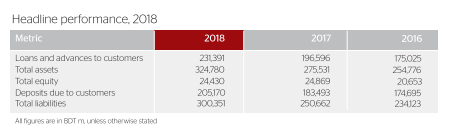 Headline performance, 2018
Metric 2018 2017 2016
Loans and advances to customers 231,391 196,596 175,025
Total assets 324,780 275,531 254,776
Total equity 24,430 24,869 20,653
Deposits due to customers 205,170 183,493 174,695
Total liabilities 300,351 250,662 234,123
All figures are in BDT m, unless otherwise stated